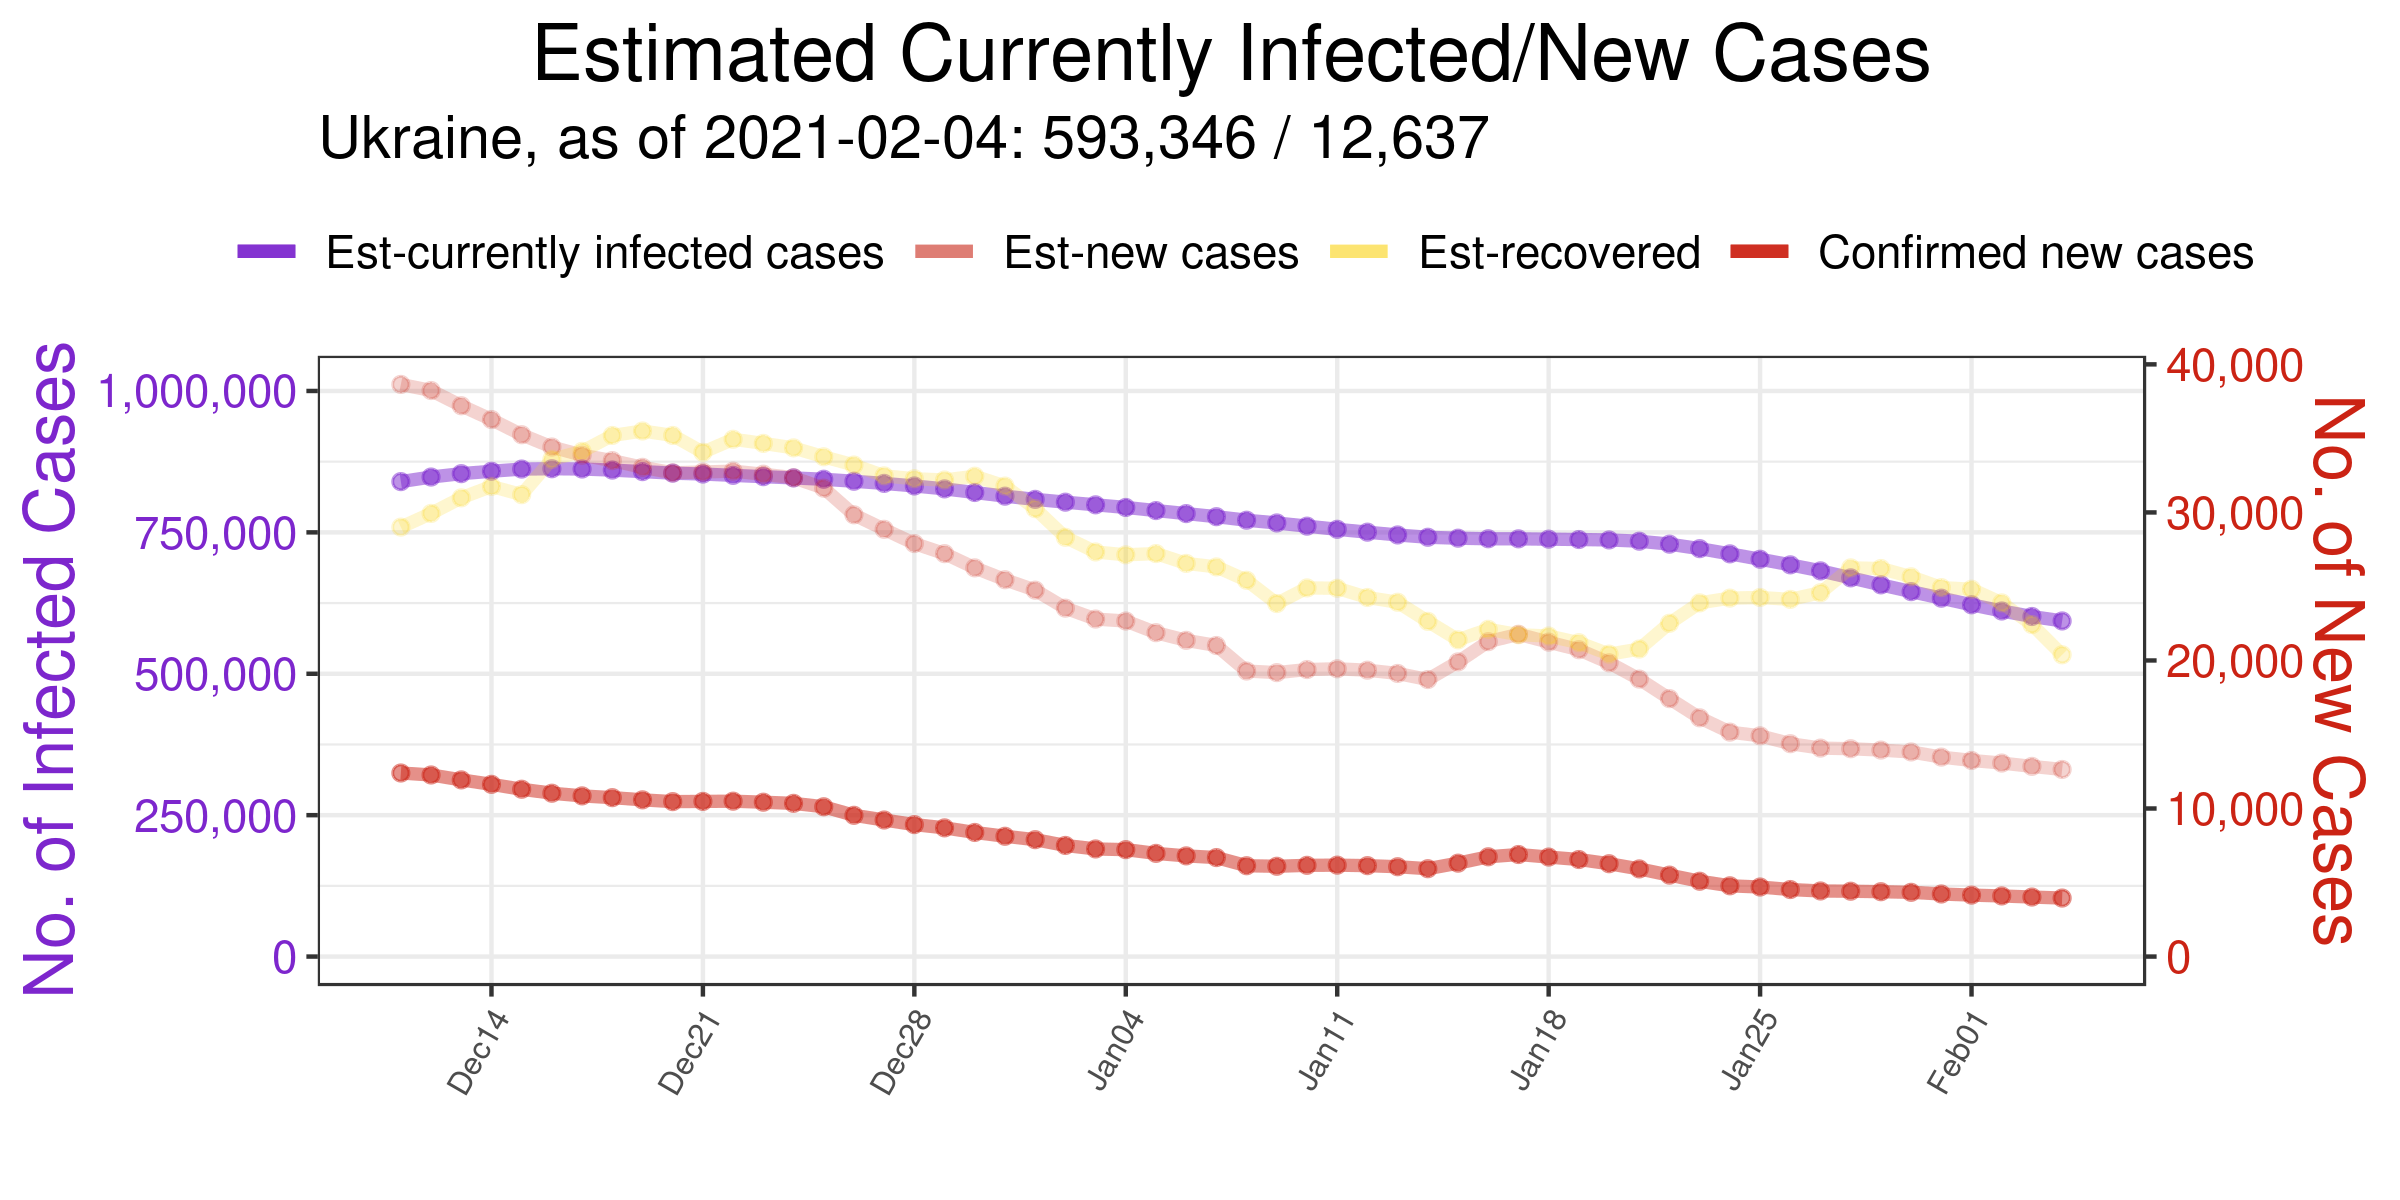 Estimated Currently Infected/New Cases
Ukraine, as of 2021-02-04: 593,346 / 12,637
Est-currently infected cases Est-new cases Est-recovered Confirmed new cases
No. of Infected Cases
1,000,000
750,000
500,000
250,000
0
40,000
30,000
20,000
10,000
0
No. of New Cases
Dec14 Dec21 Dec28 Jan04 Jan11 Jan18 Jan25 Feb01